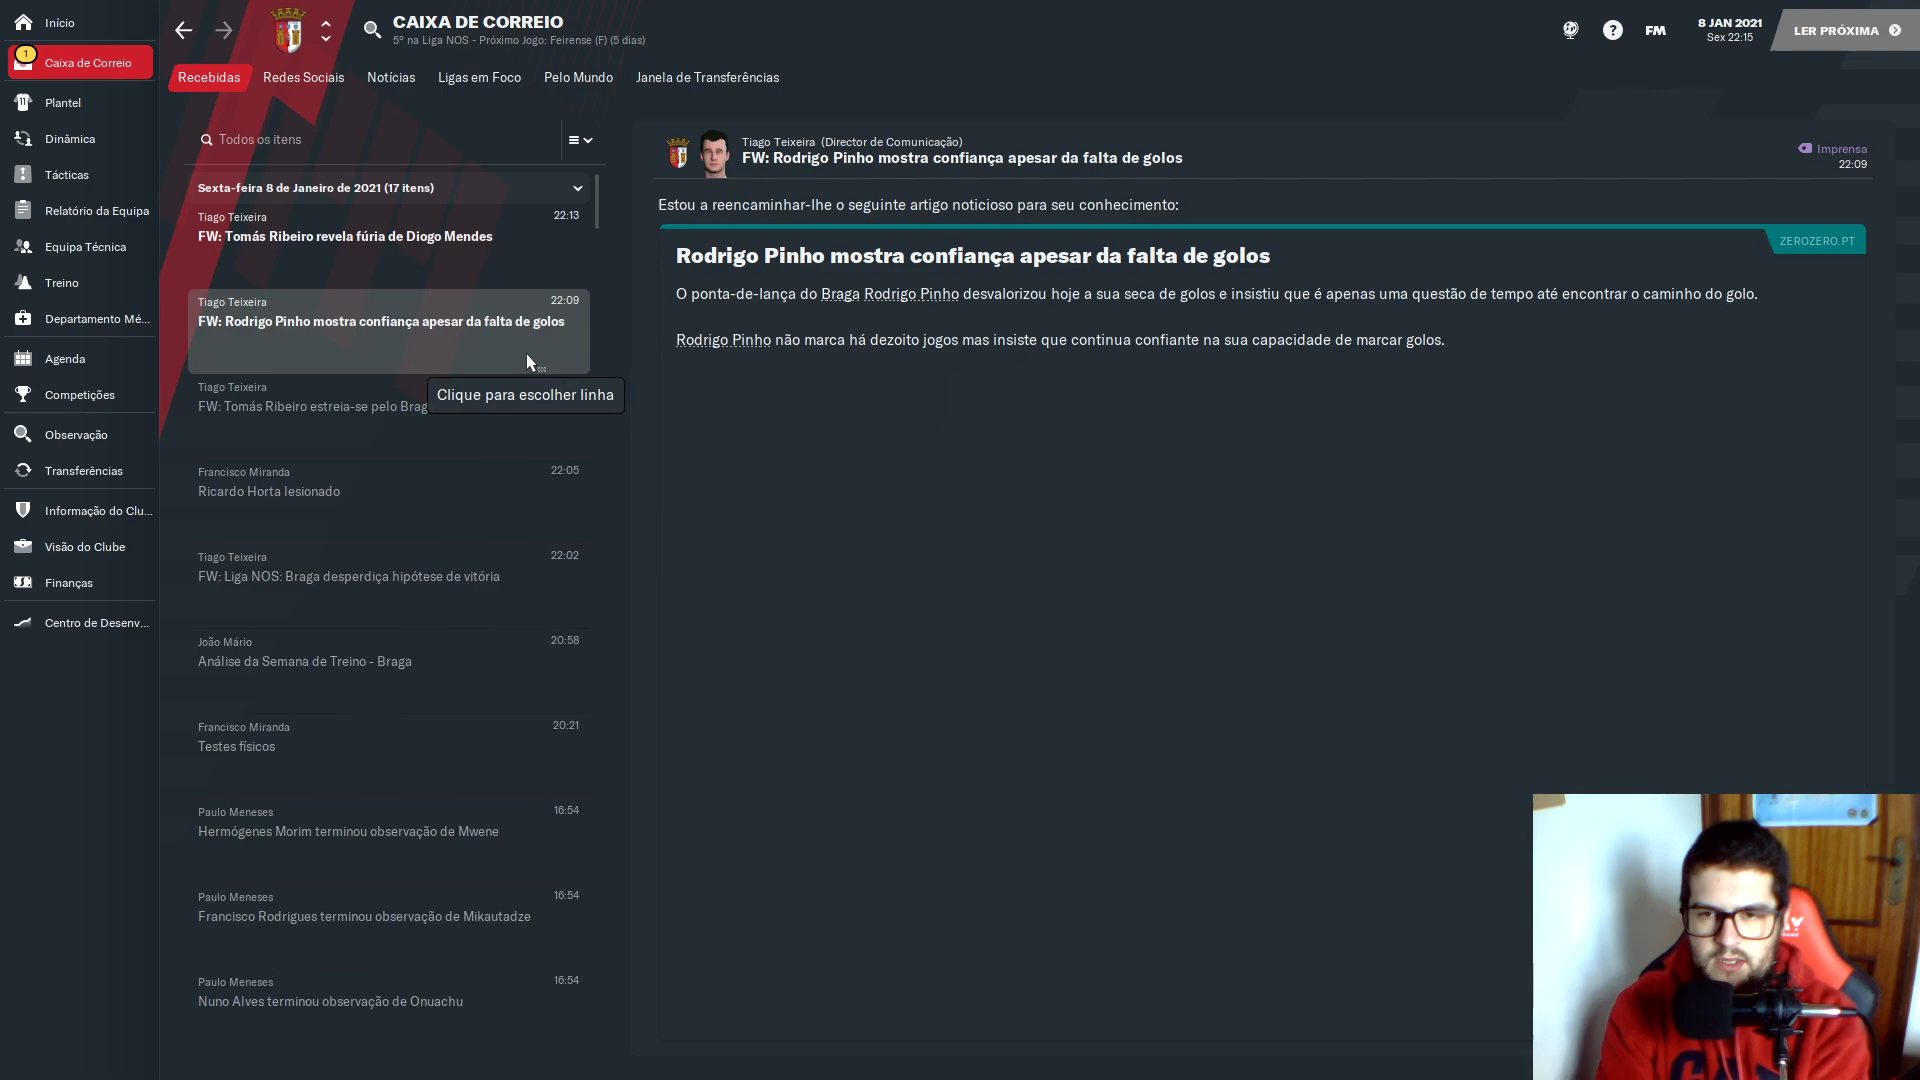 Início
1
Caixa de Correio
Plantel
Dinâmica
Tácticas
Relatório da Equipa
Equipa Técnica
Treino
Departamento Mé...
Agenda
Competições
Observação
Transferências
Informação do Clu...
Visão do Clube
Finanças
Centro de Desenv...
CAIXA DE CORREIO
5º na Liga NOS - Próximo Jogo: Feirense (F) (5 dias)
FM
8 JAN 2021
Sex 22:15
LER PRÓXIMA
Recebidas
Redes Sociais
Notícias
Ligas em Foco
Pelo Mundo
Janela de Transferências
Todos os itens
Sexta-feira 8 de Janeiro de 2021 (17 itens)
Tiago Teixeira
22:13
FW: Tomás Ribeiro revela fúria de Diogo Mendes
Tiago Teixeira
22:09
FW: Rodrigo Pinho mostra confiança apesar da falta de golos
Clique para escolher linha
Tiago Teixeira
FW: Tomás Ribeiro estreia-se pelo Brag
Francisco Miranda
22:05
Ricardo Horta lesionado
Tiago Teixeira
22:02
FW: Liga NOS: Braga desperdiça hipótese de vitória
João Mário
20:58
Análise da Semana de Treino - Braga
Francisco Miranda
20:21
Testes físicos
Paulo Meneses
16:54
Hermógenes Morim terminou observação de Mwene
Paulo Meneses
16:54
Francisco Rodrigues terminou observação de Mikautadze
Paulo Meneses
16:54
Nuno Alves terminou observação de Onuachu
Tiago Teixeira (Director de Comunicação)
FW: Rodrigo Pinho mostra confiança apesar da falta de golos
Imprensa
22:09
Estou a reencaminhar-lhe o seguinte artigo noticioso para seu conhecimento:
ZEROZERO.PT
Rodrigo Pinho mostra confiança apesar da falta de golos
O ponta-de-lança do Braga Rodrigo Pinho desvalorizou hoje a sua seca de golos e insistiu que é apenas uma questão de tempo até encontrar o caminho do golo.
Rodrigo Pinho não marca há dezoito jogos mas insiste que continua confiante na sua capacidade de marcar golos.